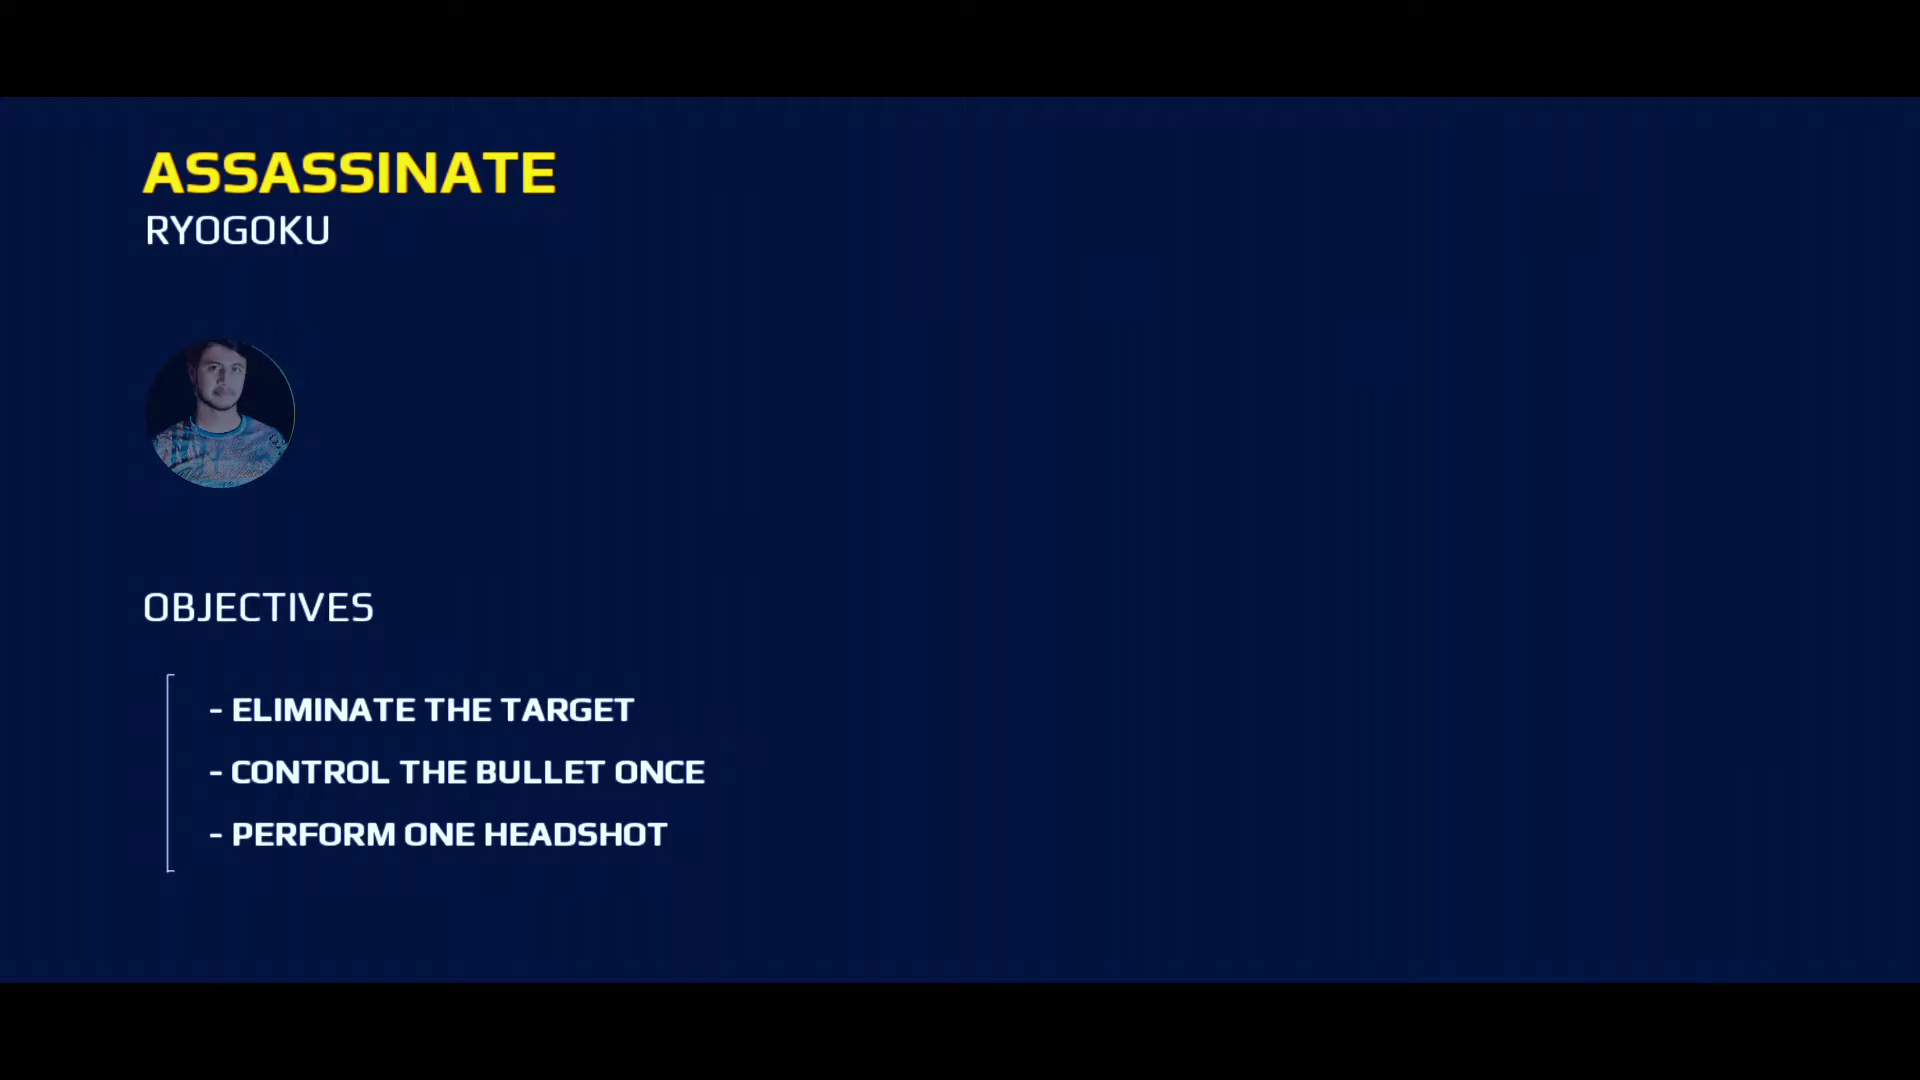 ASSASSINATE
RYOGOKU
OBJECTIVES
- ELIMINATE THE TARGET
- CONTROL THE BULLET ONCE
- PERFORM ONE HEADSHOT